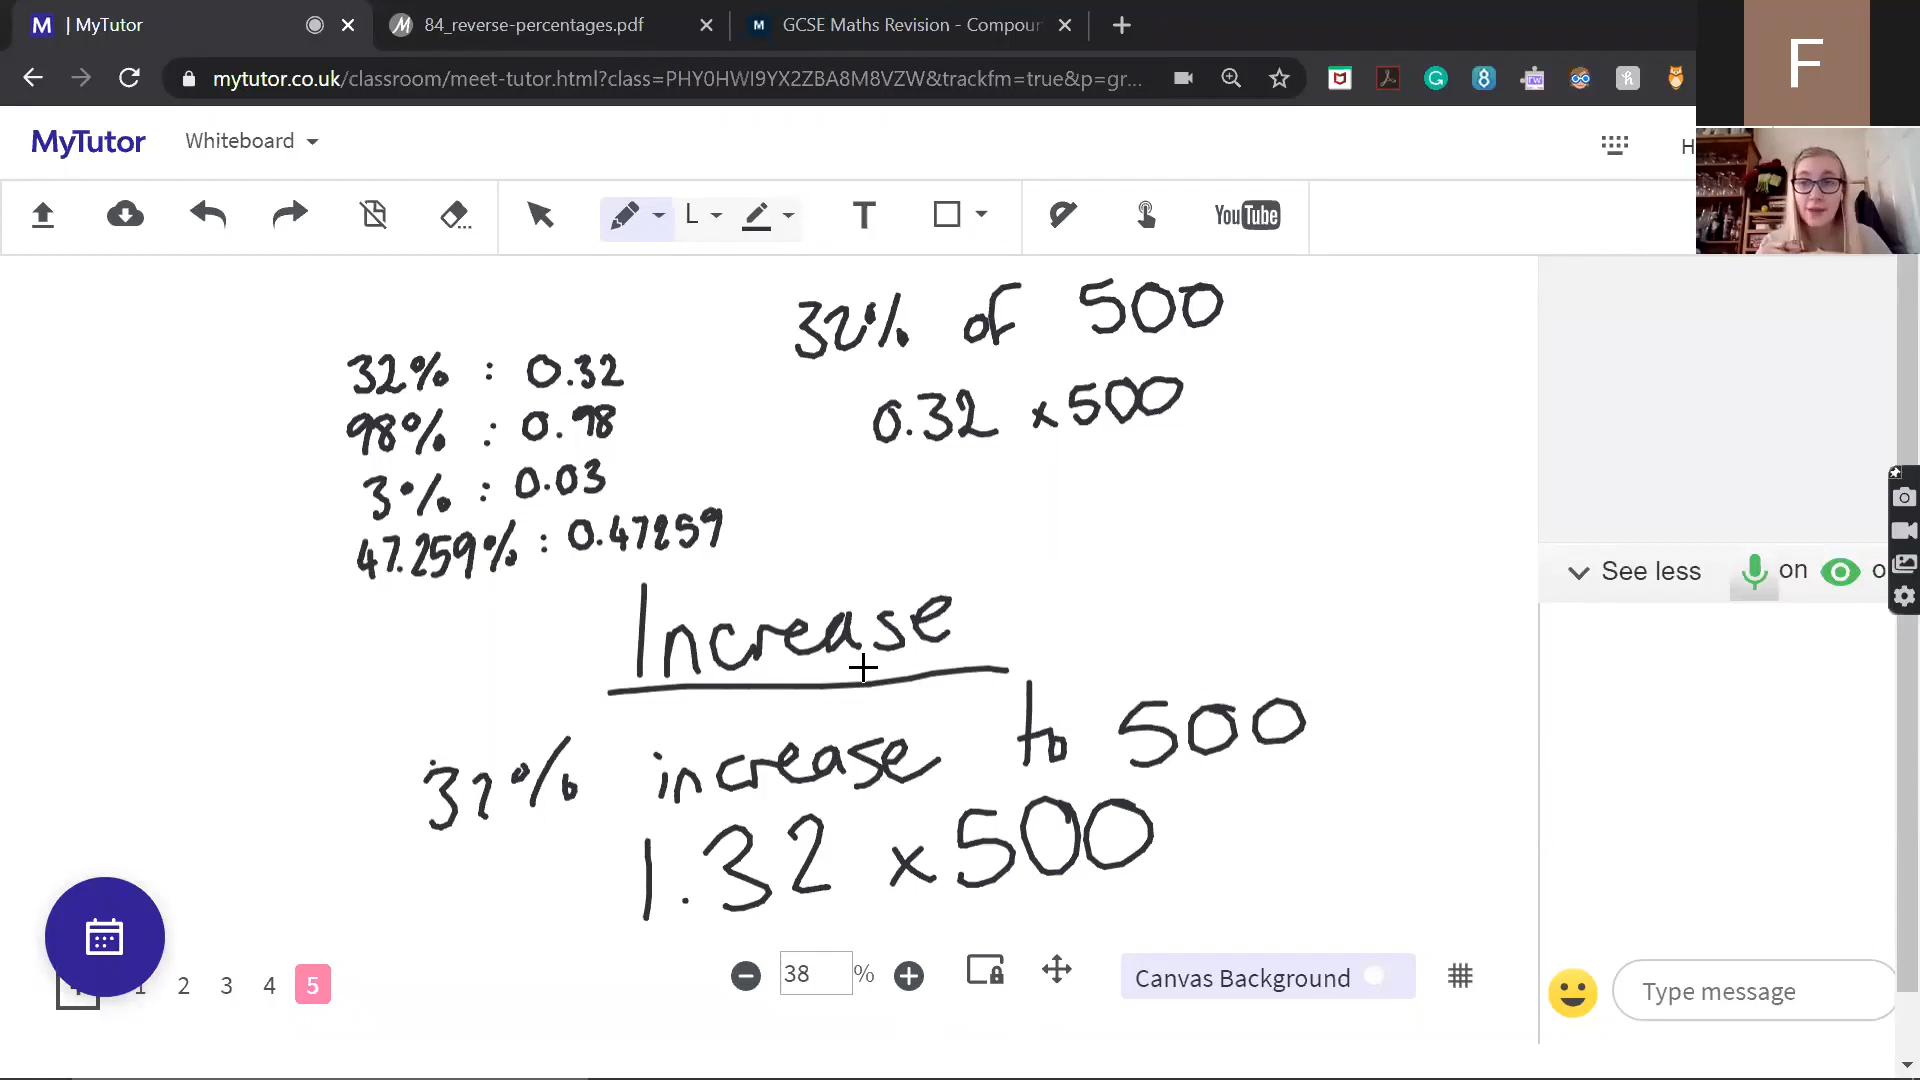 | MyTutor
84_reverse-percentages.pdf
GCSE Maths Revision - Compour
mytutor.co.uk/classroom/meet-tutor.html?class=PHY0HWI9YX2ZBA8M8VZW&trackfm=true&p=gr...
F
MyTutor
Whiteboard
H
L
T
YouTube
32% of 500
0.32 x 500
32% : 0.32
98% : 0.98
3% : 0.03
47.259% : 0.47259
Increase
32% increase to 500
1.32 x 500
See less
on
o
1 2 3 4 5
38 %
Canvas Background
Type message